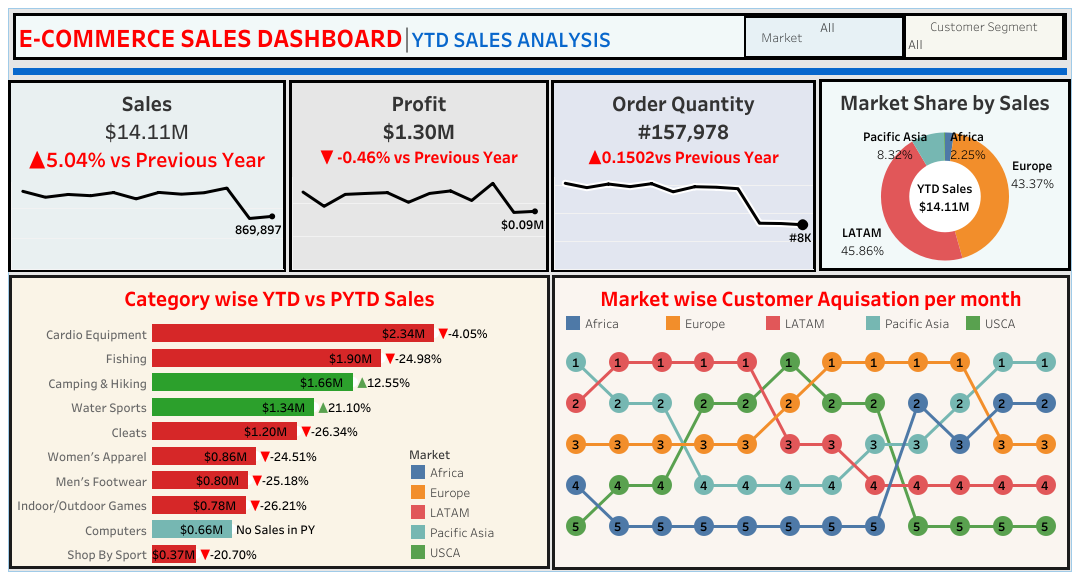 E-COMMERCE SALES DASHBOARD|YTD SALES ANALYSIS
Market All
Customer Segment
All
Sales
$14.11M
▲5.04% vs Previous Year
869,897
Profit
$1.30M
▼ -0.46% vs Previous Year
$0.09M
Order Quantity
#157,978
▲0.1502vs Previous Year
#8K
Market Share by Sales
Pacific Asia
8.32%
Africa
2.25%
Europe
43.37%
YTD Sales
$14.11M
LATAM
45.86%
Category wise YTD vs PYTD Sales
Cardio Equipment $2.34M ▼-4.05%
Fishing $1.90M ▼-24.98%
Camping & Hiking $1.66M ▲12.55%
Water Sports $1.34M ▲21.10%
Cleats $1.20M ▼-26.34%
Women's Apparel $0.86M ▼-24.51%
Men's Footwear $0.80M ▼-25.18%
Indoor/Outdoor Games $0.78M ▼-26.21%
Computers $0.66M No Sales in PY
Shop By Sport $0.37M ▼-20.70%
Market
Africa
Europe
LATAM
Pacific Asia
USCA
Market wise Customer Aquisation per month
Africa Europe LATAM Pacific Asia USCA
1 1 1 1 1 1 1 1 1 1 1 1
2 2 2 2 2 2 2 2 2 2 2 2
3 3 3 3 3 3 3 3 3 3 3 3
4 4 4 4 4 4 4 4 4 4 4 4
5 5 5 5 5 5 5 5 5 5 5 5